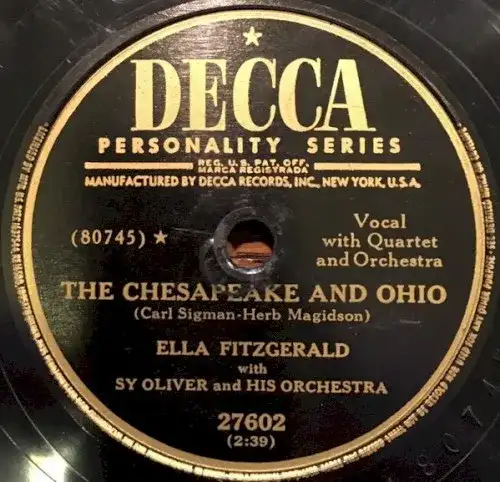 DECCA
PERSONALITY SERIES
REG. U.S. PAT. OFF.
MARCA REGISTRADA
MANUFACTURED BY DECCA RECORDS, INC., NEW YORK, U.S.A.
(80745) ★
Vocal
with Quartet
and Orchestra
THE CHESAPEAKE AND OHIO
(Carl Sigman-Herb Magidson)
ELLA FITZGERALD
with
SY OLIVER and HIS ORCHESTRA
27602
(2:39)